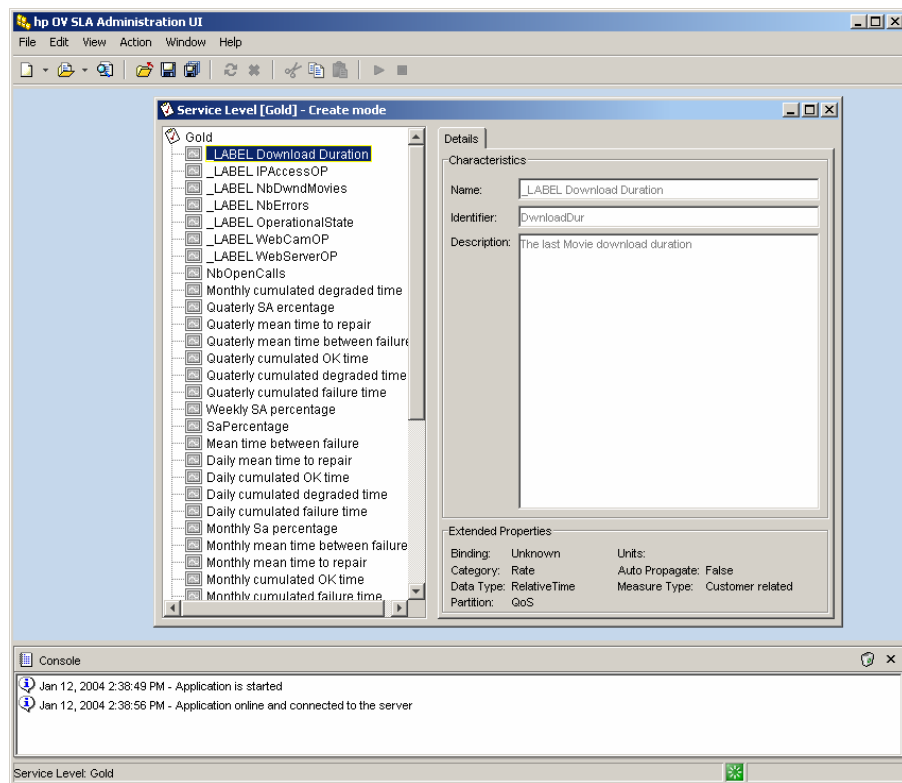 hp OV SLA Administration UI
File Edit View Action Window Help
Service Level [Gold] - Create mode
Gold
_LABEL Download Duration
_LABEL IPAccessOP
_LABEL NbDwndMovies
_LABEL NbErrors
_LABEL OperationalState
_LABEL WebCamOP
_LABEL WebServerOP
NbOpenCalls
Monthly cumulated degraded time
Quaterly SA ercentage
Quaterly mean time to repair
Quaterly mean time between failure
Quaterly cumulated OK time
Quaterly cumulated degraded time
Quaterly cumulated failure time
Weekly SA percentage
SaPercentage
Mean time between failure
Daily mean time to repair
Daily cumulated OK time
Daily cumulated degraded time
Daily cumulated failure time
Monthly Sa percentage
Monthly mean time between failure
Monthly mean time to repair
Monthly cumulated OK time
Monthly cumulated failure time
Details
Characteristics
Name: _LABEL Download Duration
Identifier: DwnloadDur
Description: The last Movie download duration
Extended Properties
Binding: Unknown Units:
Category: Rate Auto Propagate: False
Data Type: RelativeTime Measure Type: Customer related
Partition: QoS
Console
Jan 12, 2004 2:38:49 PM - Application is started
Jan 12, 2004 2:38:56 PM - Application online and connected to the server
Service Level: Gold